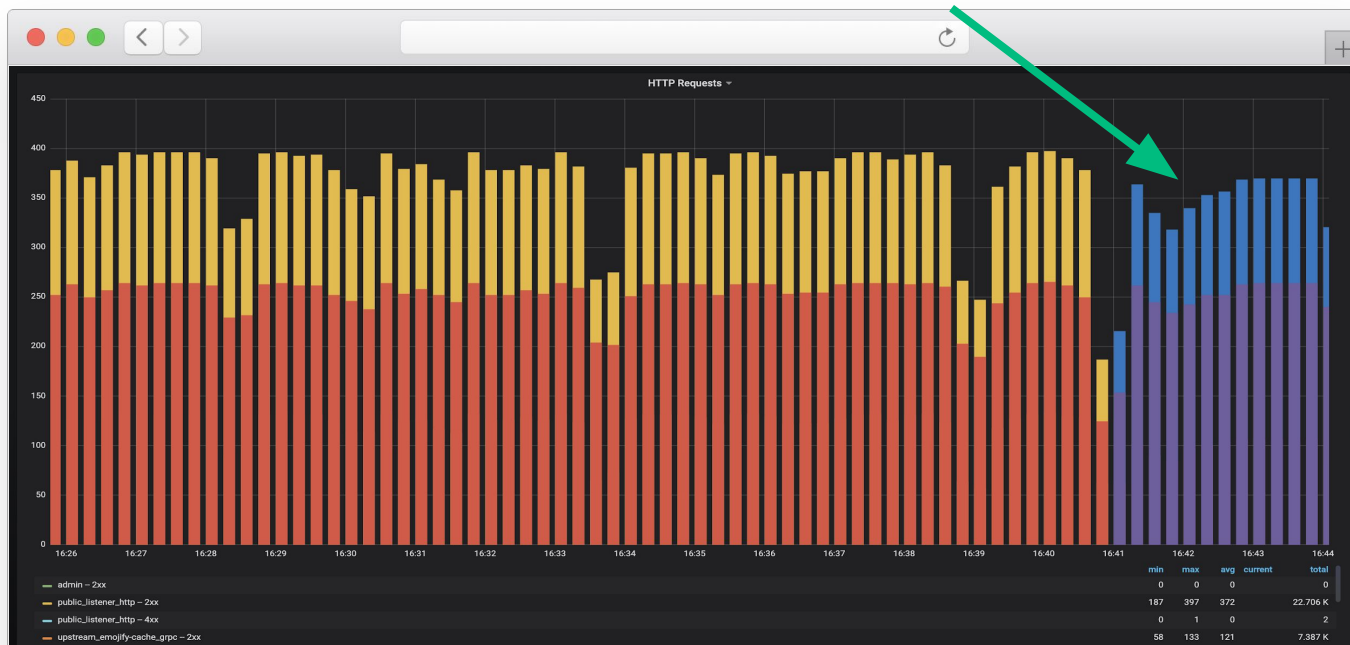 HTTP Requests
450
400
350
300
250
200
150
100
50
0
16:26 16:27 16:28 16:29 16:30 16:31 16:32 16:33 16:34 16:35 16:36 16:37 16:38 16:39 16:40 16:41 16:42 16:43 16:44
min max avg current total
admin – 2xx 0 0 0 0
public_listener_http – 2xx 187 397 372 22.706 K
public_listener_http – 4xx 0 1 0 2
upstream_emojify-cache_grpc – 2xx 58 133 121 7.387 K